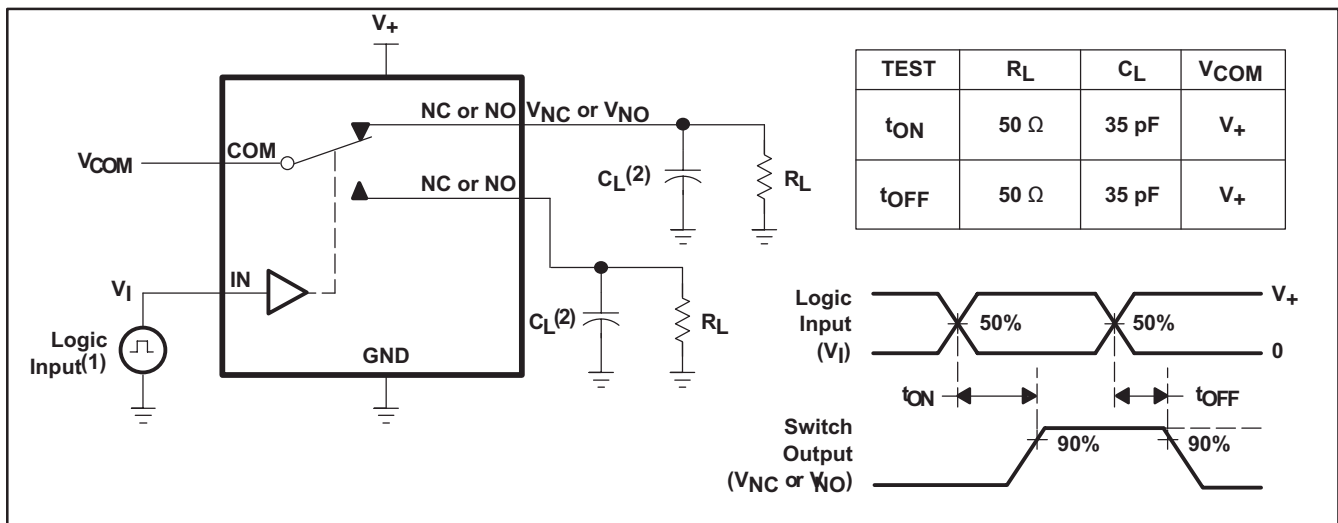 V+
NC or NO VNC or VNO
COM
VCOM
NC or NO
CL(2)
RL
IN
VI
CL(2)
RL
Logic
Input(1)
GND
TEST RL CL VCOM
tON 50 Ω 35 pF V+
tOFF 50 Ω 35 pF V+
Logic
Input
(VI)
50%
50%
V+
0
tON
tOFF
Switch
Output
(VNC or VNO)
90%
90%